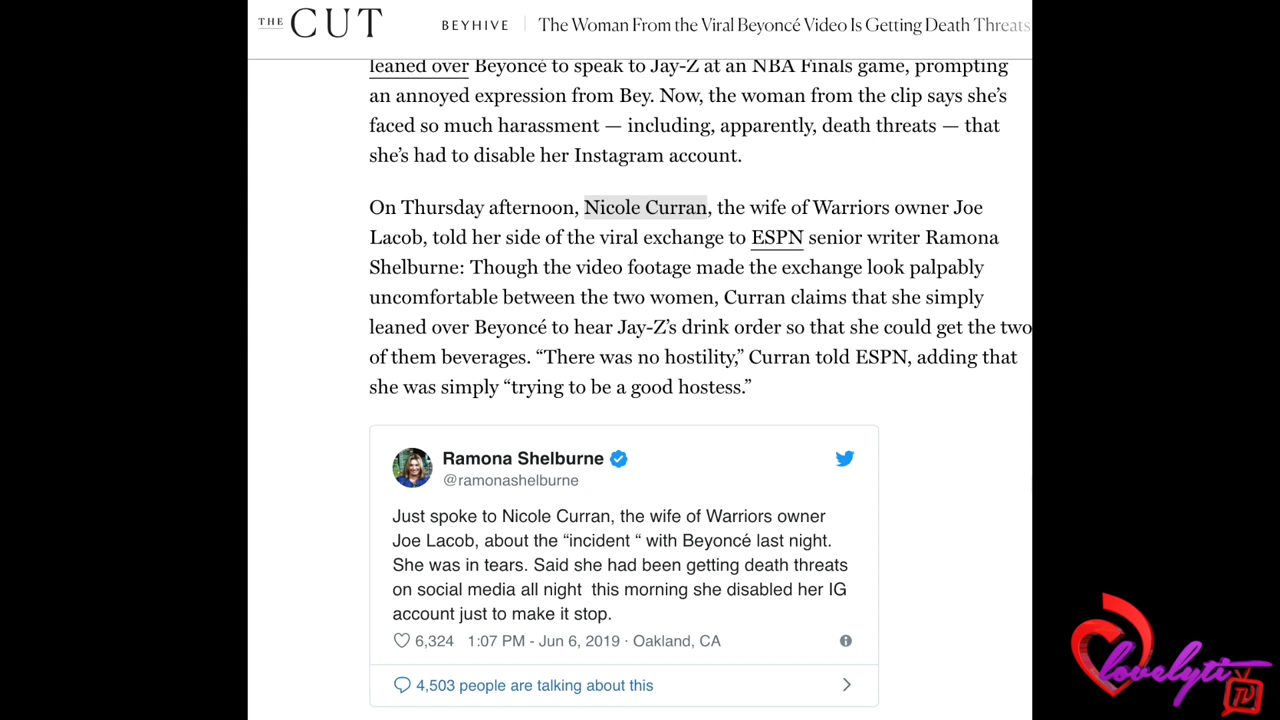 THE CUT BEYHIVE The Woman From the Viral Beyoncé Video Is Getting Death Threats
leaned over Beyoncé to speak to Jay-Z at an NBA Finals game, prompting
an annoyed expression from Bey. Now, the woman from the clip says she’s
faced so much harassment — including, apparently, death threats — that
she’s had to disable her Instagram account.
On Thursday afternoon, Nicole Curran, the wife of Warriors owner Joe
Lacob, told her side of the viral exchange to ESPN senior writer Ramona
Shelburne: Though the video footage made the exchange look palpably
uncomfortable between the two women, Curran claims that she simply
leaned over Beyoncé to hear Jay-Z’s drink order so that she could get the two
of them beverages. “There was no hostility,” Curran told ESPN, adding that
she was simply “trying to be a good hostess.”
Ramona Shelburne
@ramonashelburne
Just spoke to Nicole Curran, the wife of Warriors owner
Joe Lacob, about the “incident “ with Beyoncé last night.
She was in tears. Said she had been getting death threats
on social media all night  this morning she disabled her IG
account just to make it stop.
6,324 1:07 PM - Jun 6, 2019 · Oakland, CA
4,503 people are talking about this
lovelyti
TV